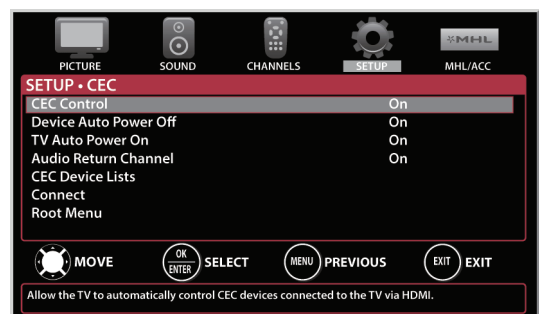 MHL
PICTURE SOUND CHANNELS SETUP MHL/ACC
SETUP • CEC
CEC Control On
Device Auto Power Off On
TV Auto Power On On
Audio Return Channel On
CEC Device Lists
Connect
Root Menu
MOVE OK ENTER SELECT MENU PREVIOUS EXIT EXIT
Allow the TV to automatically control CEC devices connected to the TV via HDMI.